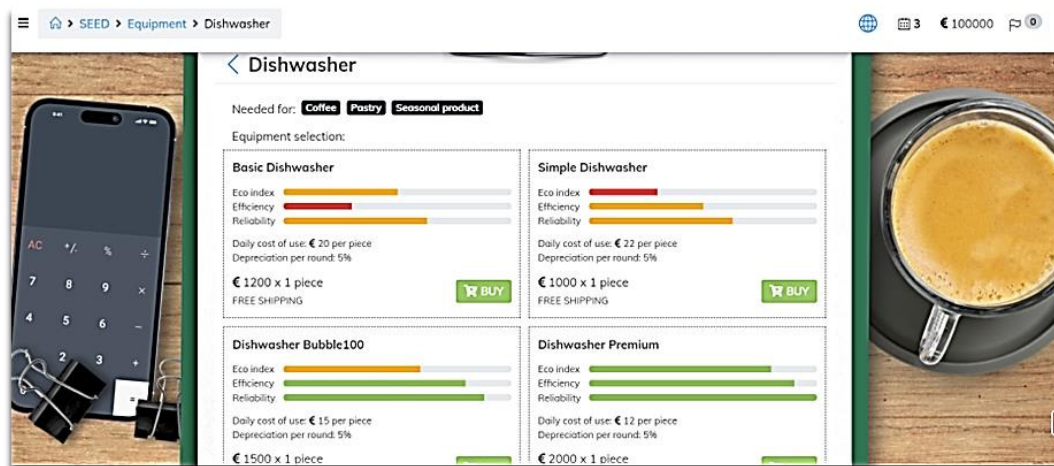 SEED > Equipment > Dishwasher
3 € 100000 0
Dishwasher
Needed for: Coffee Pastry Seasonal product
Equipment selection:
Basic Dishwasher
Eco index
Efficiency
Reliability
Daily cost of use: € 20 per piece
Depreciation per round: 5%
€ 1200 x 1 piece
FREE SHIPPING
BUY
Simple Dishwasher
Eco index
Efficiency
Reliability
Daily cost of use: € 22 per piece
Depreciation per round: 5%
€ 1000 x 1 piece
FREE SHIPPING
BUY
Dishwasher Bubble100
Eco index
Efficiency
Reliability
Daily cost of use: € 15 per piece
Depreciation per round: 5%
€ 1500 x 1 piece
Dishwasher Premium
Eco index
Efficiency
Reliability
Daily cost of use: € 12 per piece
Depreciation per round: 5%
€ 2000 x 1 piece
9:41
AC +/- % ÷
7 8 9 ×
4 5 6 −
2 3 +
=